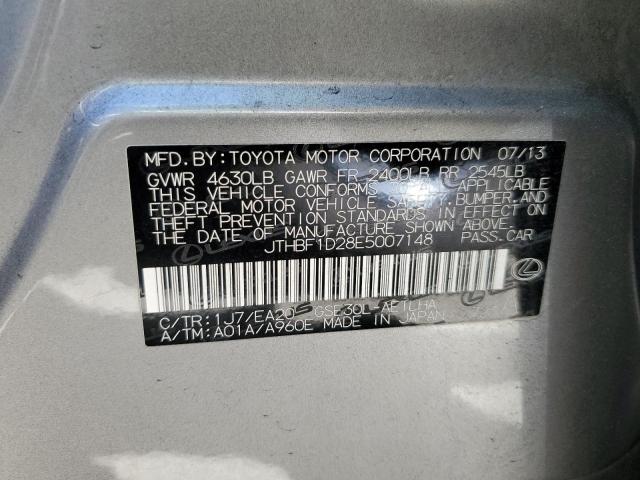 MFD. BY: TOYOTA MOTOR CORPORATION 07/13
GVWR 4630LB GAWR FR 2400LB RR 2545LB
THIS VEHICLE CONFORMS TO ALL APPLICABLE
FEDERAL MOTOR VEHICLE SAFETY, BUMPER, AND
THEFT PREVENTION STANDARDS IN EFFECT ON
THE DATE OF MANUFACTURE SHOWN ABOVE.
JTHBF1D28E5007148 PASS.CAR
C/TR: 1J7/EA20 GSE30L-AETLHA
A/TM: A01A/A960E MADE IN JAPAN